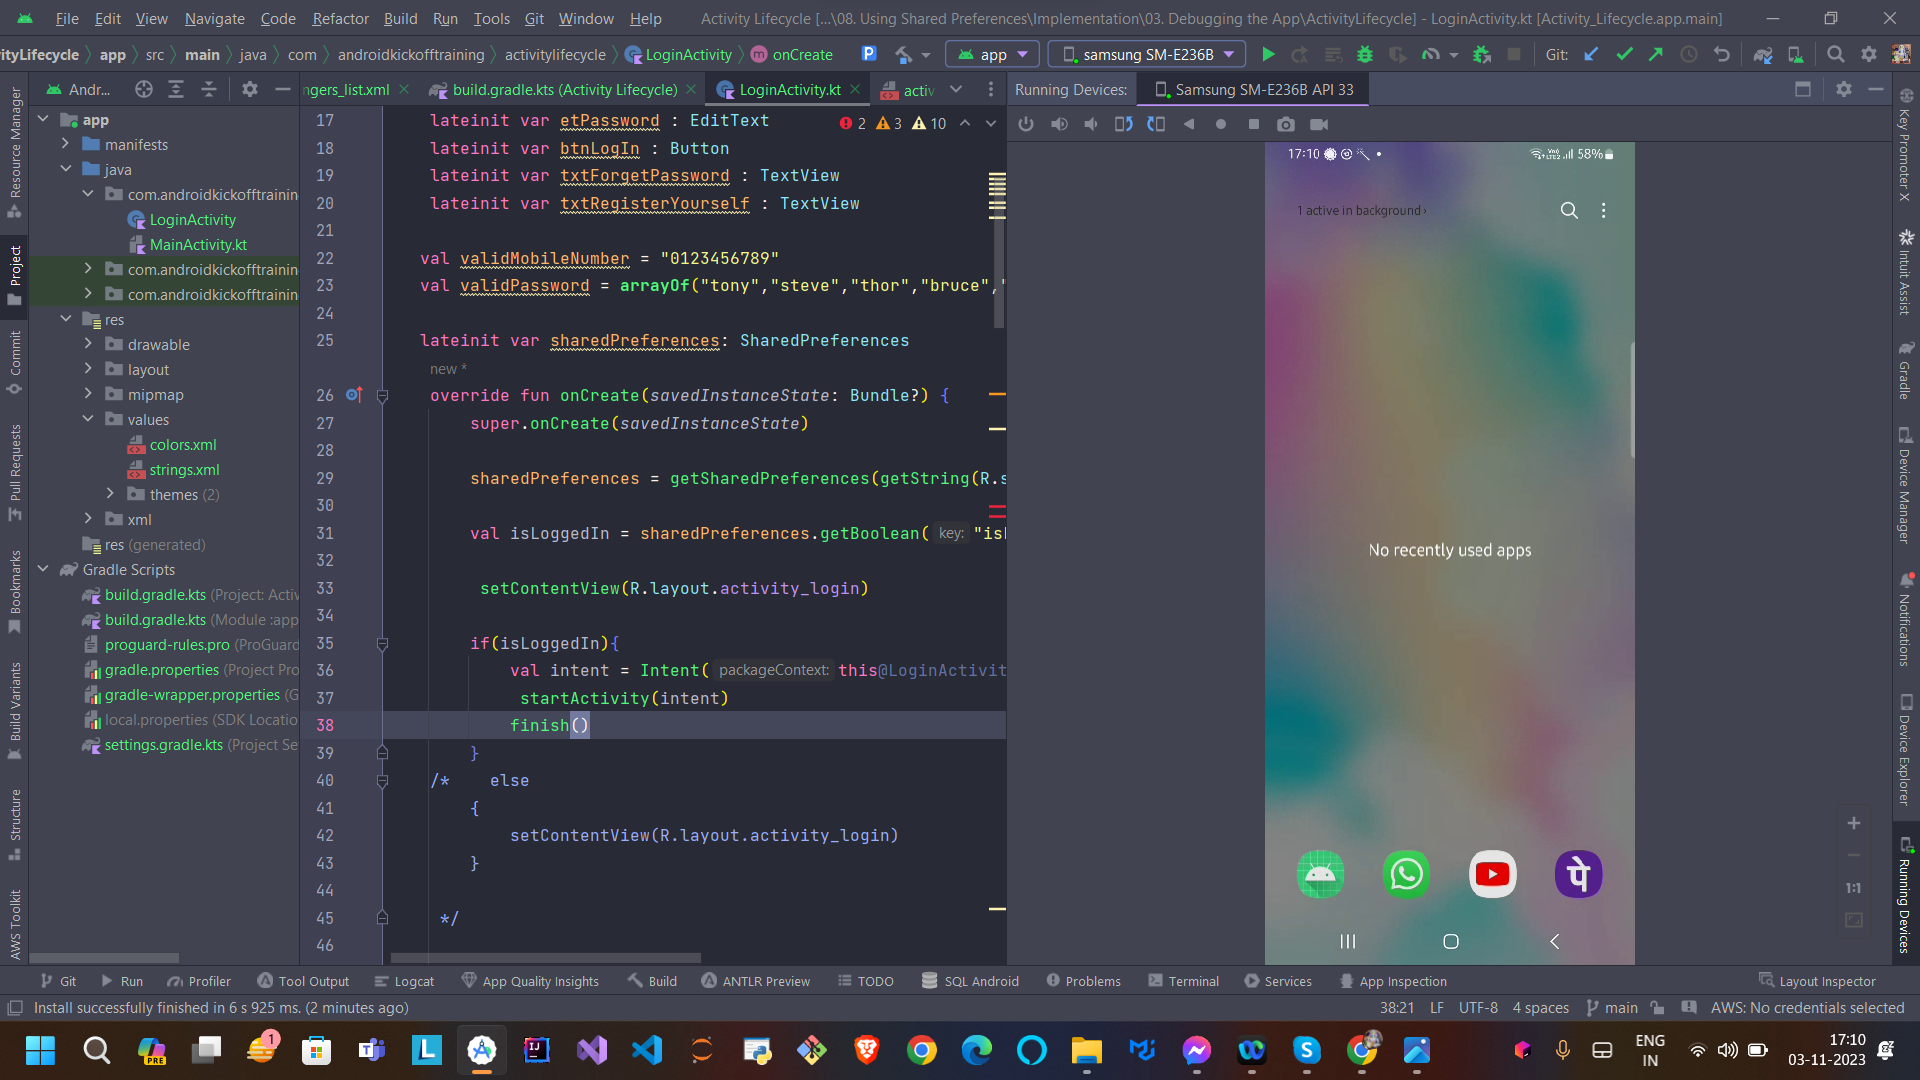 File Edit View Navigate Code Refactor Build Run Tools Git Window Help Activity Lifecycle [...\08. Using Shared Preferences\Implementation\03. Debugging the App\ActivityLifecycle] - LoginActivity.kt [Activity_Lifecycle.app.main]
ityLifecycle app src main java com androidkickofftraining activitylifecycle LoginActivity onCreate app samsung SM-E236B Git:
Andr... ngers_list.xml build.gradle.kts (Activity Lifecycle) LoginActivity.kt activ
Running Devices: Samsung SM-E236B API 33
Resource Manager
Project
Commit
Pull Requests
Bookmarks
Build Variants
Structure
AWS Toolkit
app
manifests
java
com.androidkickofftrainin
LoginActivity
MainActivity.kt
com.androidkickofftrainin
com.androidkickofftrainin
res
drawable
layout
mipmap
values
colors.xml
strings.xml
themes (2)
xml
res (generated)
Gradle Scripts
build.gradle.kts (Project: Activ
build.gradle.kts (Module :app
proguard-rules.pro (ProGuard
gradle.properties (Project Pro
gradle-wrapper.properties (G
local.properties (SDK Locatio
settings.gradle.kts (Project Se
2 3 10
17 lateinit var etPassword : EditText
18 lateinit var btnLogIn : Button
19 lateinit var txtForgetPassword : TextView
20 lateinit var txtRegisterYourself : TextView
21
22 val validMobileNumber = "0123456789"
23 val validPassword = arrayOf("tony","steve","thor","bruce","
24
25 lateinit var sharedPreferences: SharedPreferences
new *
26 override fun onCreate(savedInstanceState: Bundle?) {
27 super.onCreate(savedInstanceState)
28
29 sharedPreferences = getSharedPreferences(getString(R.s
30
31 val isLoggedIn = sharedPreferences.getBoolean( key: "isL
32
33 setContentView(R.layout.activity_login)
34
35 if(isLoggedIn){
36 val intent = Intent( packageContext: this@LoginActivit
37 startActivity(intent)
38 finish()
39 }
40 /* else
41 {
42 setContentView(R.layout.activity_login)
43 }
44
45 */
46
17:10 58%
1 active in background ›
No recently used apps
पे
1:1
Key Promoter X
Intuit Assist
Gradle
Device Manager
Notifications
Device Explorer
Running Devices
Git Run Profiler Tool Output Logcat App Quality Insights Build ANTLR Preview TODO SQL Android Problems Terminal Services App Inspection Layout Inspector
Install successfully finished in 6 s 925 ms. (2 minutes ago) 38:21 LF UTF-8 4 spaces main AWS: No credentials selected
PRE 1 L IJ ENG IN 17:10
03-11-2023